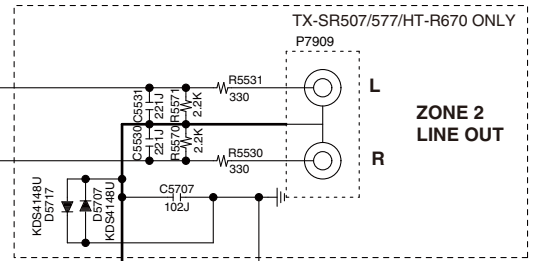 TX-SR507/577/HT-R670 ONLY
P7909
C5531
221J
R5571
2.2K
R5531
330
L
ZONE 2
LINE OUT
C5530
221J
R5570
2.2K
R5530
330
R
KDS4148U
D5717
D5707
KDS4148U
C5707
102J